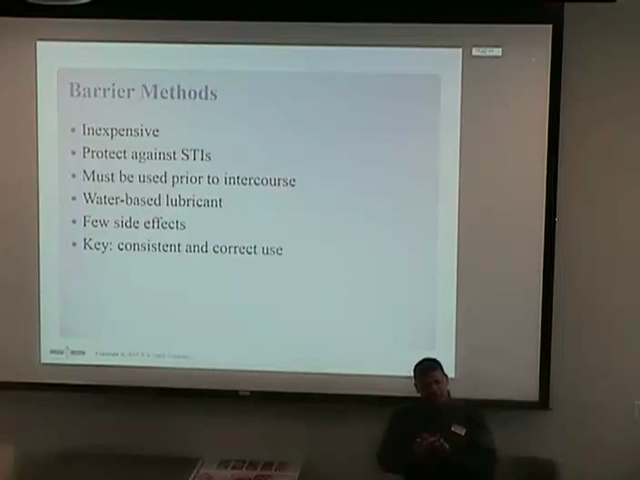 Barrier Methods
• Inexpensive
• Protect against STIs
• Must be used prior to intercourse
• Water-based lubricant
• Few side effects
• Key: consistent and correct use